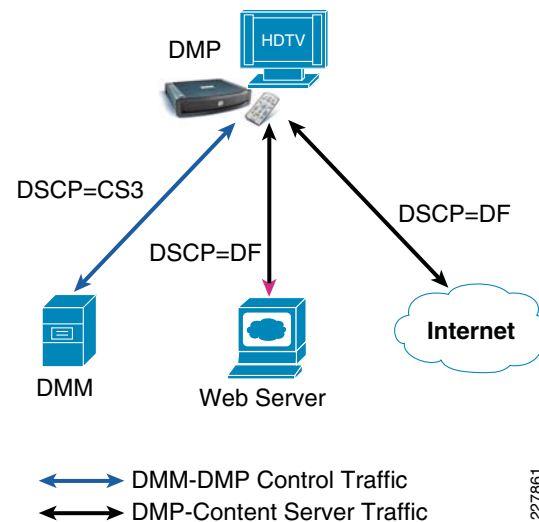 HDTV
DMP
DSCP=CS3
DSCP=DF
DSCP=DF
Internet
DMM
Web Server
DMM-DMP Control Traffic
DMP-Content Server Traffic
227861